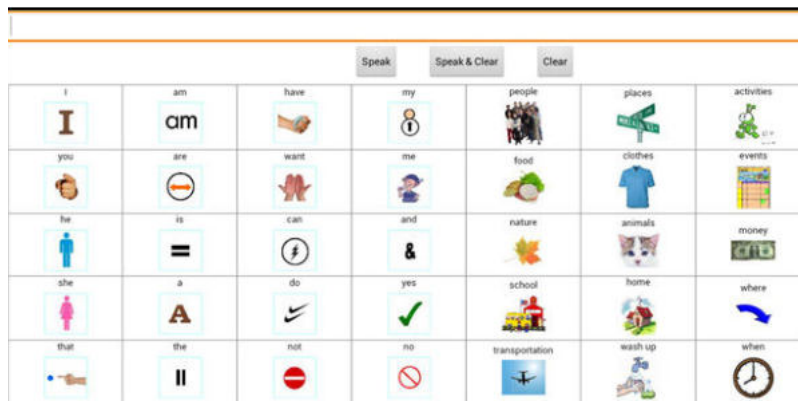 Speak Speak & Clear Clear
I am have my people places activities
I am
you are want me food clothes events
he is can and nature animals money
= &
she a do yes school home where
A
that the not no transportation wash up when